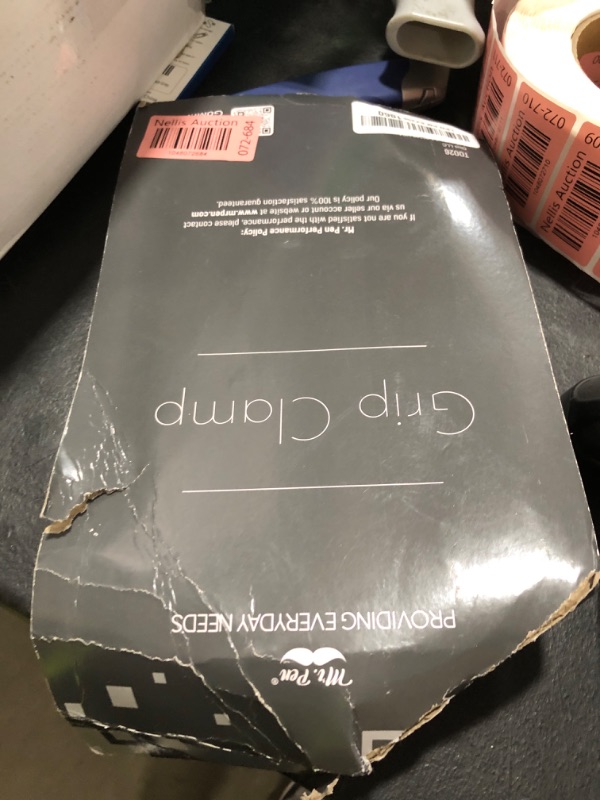 Mr. Pen®
PROVIDING EVERYDAY NEEDS
Grip Clamp
Mr. Pen Performance Policy:
If you are not satisfied with the performance, please contact
us via our seller account or website at www.mrpen.com
Our policy is 100% satisfaction guaranteed.
Nellis Auction
072-684
072-710
Nellis Auction